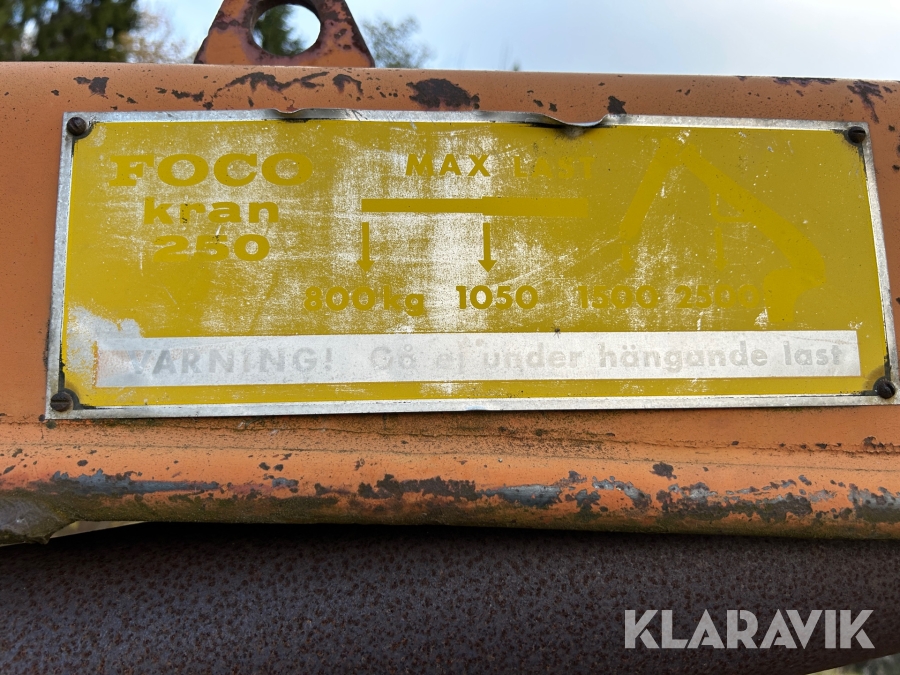 FOCO
kran
250
MAX LAST
800kg 1050 1500 2500
VARNING! Gå ej under hängande last
KLARAVIK